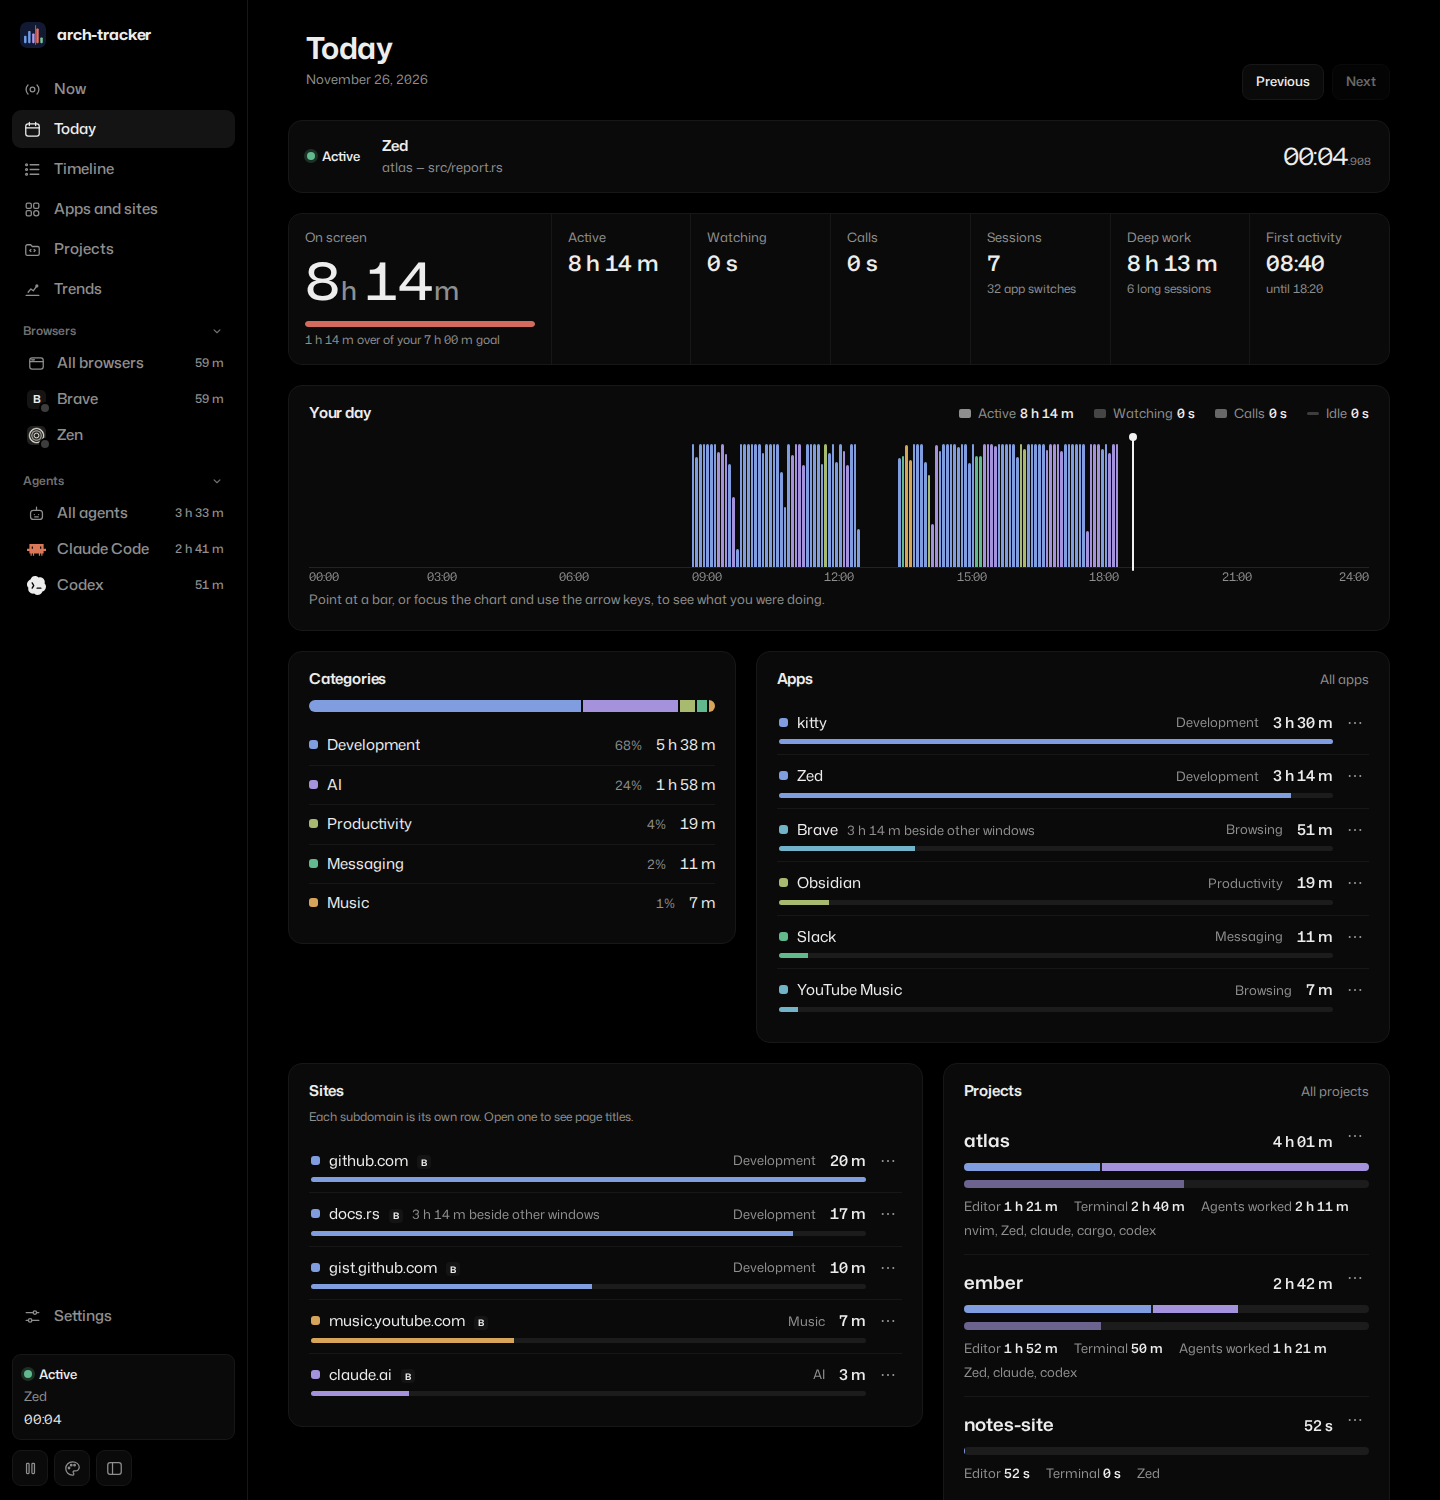 arch-tracker
Now
Today
Timeline
Apps and sites
Projects
Trends
Browsers
All browsers 59 m
B Brave 59 m
Zen
Agents
All agents 3 h 33 m
Claude Code 2 h 41 m
Codex 51 m
Settings
Active
Zed
00:04
Today
November 26, 2026
Previous Next
Active
Zed
atlas — src/report.rs
00:04.908
On screen
8h 14m
1 h 14 m over of your 7 h 00 m goal
Active
8 h 14 m
Watching
0 s
Calls
0 s
Sessions
7
32 app switches
Deep work
8 h 13 m
6 long sessions
First activity
08:40
until 18:20
Your day
Active 8 h 14 m Watching 0 s Calls 0 s Idle 0 s
00:00 03:00 06:00 09:00 12:00 15:00 18:00 21:00 24:00
Point at a bar, or focus the chart and use the arrow keys, to see what you were doing.
Categories
Development 68% 5 h 38 m
AI 24% 1 h 58 m
Productivity 4% 19 m
Messaging 2% 11 m
Music 1% 7 m
Apps All apps
kitty Development 3 h 30 m ···
Zed Development 3 h 14 m ···
Brave 3 h 14 m beside other windows Browsing 51 m ···
Obsidian Productivity 19 m ···
Slack Messaging 11 m ···
YouTube Music Browsing 7 m ···
Sites
Each subdomain is its own row. Open one to see page titles.
github.com B Development 20 m ···
docs.rs B 3 h 14 m beside other windows Development 17 m ···
gist.github.com B Development 10 m ···
music.youtube.com B Music 7 m ···
claude.ai B AI 3 m ···
Projects All projects
atlas 4 h 01 m ···
Editor 1 h 21 m Terminal 2 h 40 m Agents worked 2 h 11 m
nvim, Zed, claude, cargo, codex
ember 2 h 42 m ···
Editor 1 h 52 m Terminal 50 m Agents worked 1 h 21 m
Zed, claude, codex
notes-site 52 s ···
Editor 52 s Terminal 0 s Zed